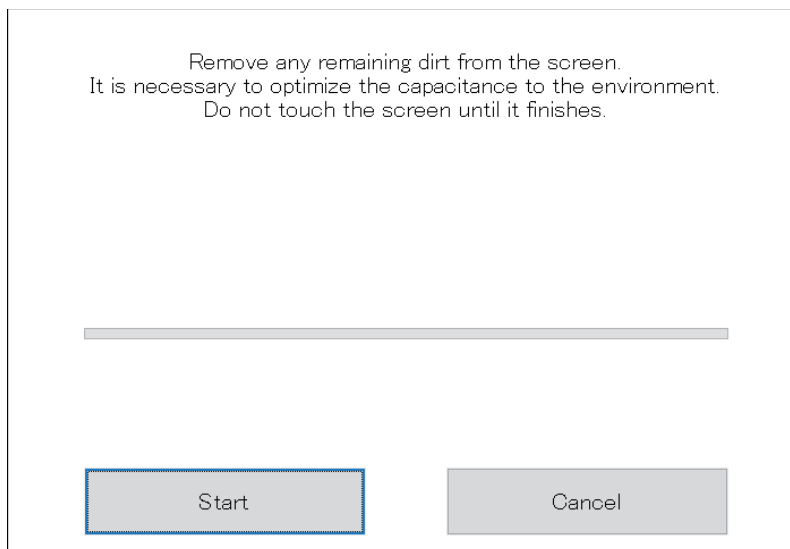 Remove any remaining dirt from the screen.
It is necessary to optimize the capacitance to the environment.
Do not touch the screen until it finishes.
Start
Cancel